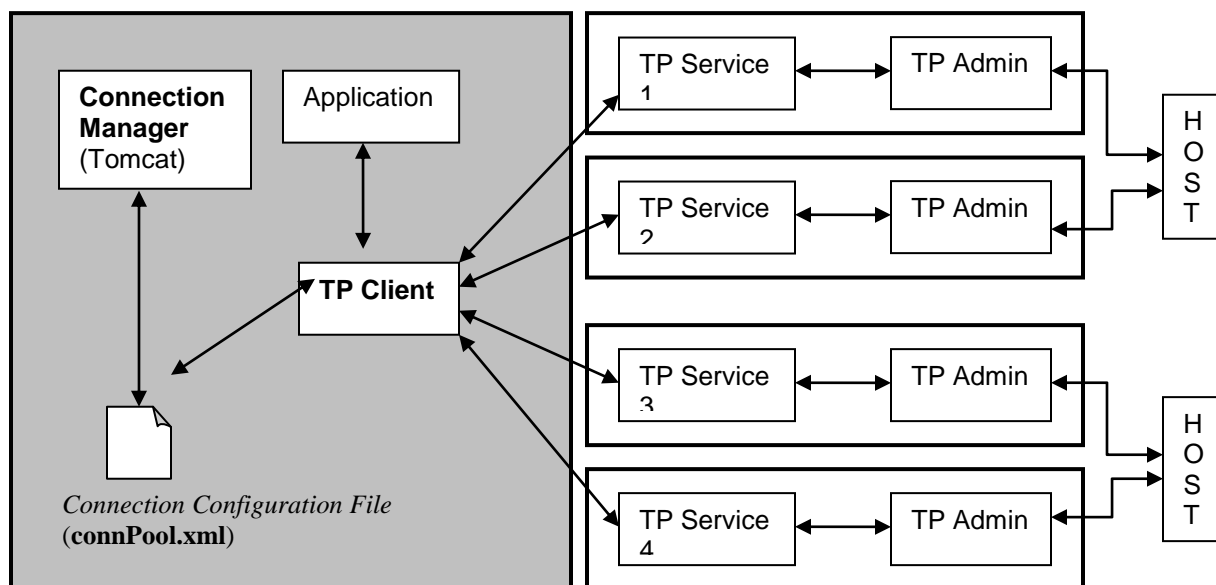 Connection
Manager
(Tomcat)
Application
TP Client
Connection Configuration File
(connPool.xml)
TP Service
1
TP Admin
TP Service
2
TP Admin
H
O
S
T
TP Service
3
TP Admin
TP Service
4
TP Admin
H
O
S
T